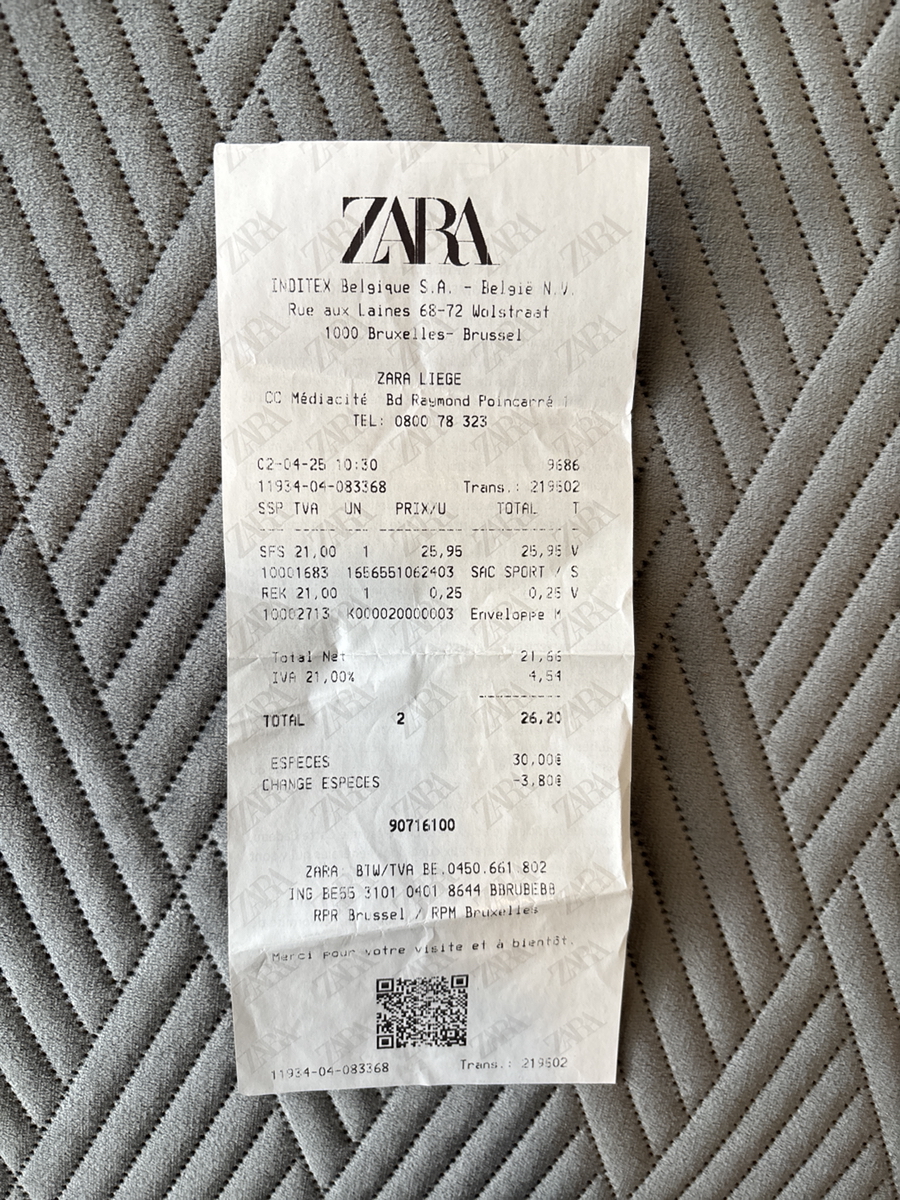 ZARA
INDITEX Belgique S.A. - België N.V.
Rue aux Laines 68-72 Wolstraat
1000 Bruxelles- Brussel
ZARA LIEGE
CC Médiacité Bd Raymond Poincarré
TEL: 0800 78 323
02-04-25 10:30 9686
11934-04-083368 Trans.: 219602
SSP TVA UN PRIX/U TOTAL T
SFS 21,00 1 25,95 25,95 V
10001683 1656551062403 SAC SPORT / S
REK 21,00 1 0,25 0,25 V
10002713 K000020000003 Enveloppe M
Total Net 21,66
IVA 21,00% 4,54
TOTAL 2 26,20
ESPECES 30,00€
CHANGE ESPECES -3,80€
90716100
ZARA: BTW/TVA BE.0450.661 802
ING BE55 3101 0401 8644 BBRUBEBB
RPR Brussel / RPM Bruxelles
Merci pour votre visite et à bientôt.
11934-04-083368 Trans.: 219602